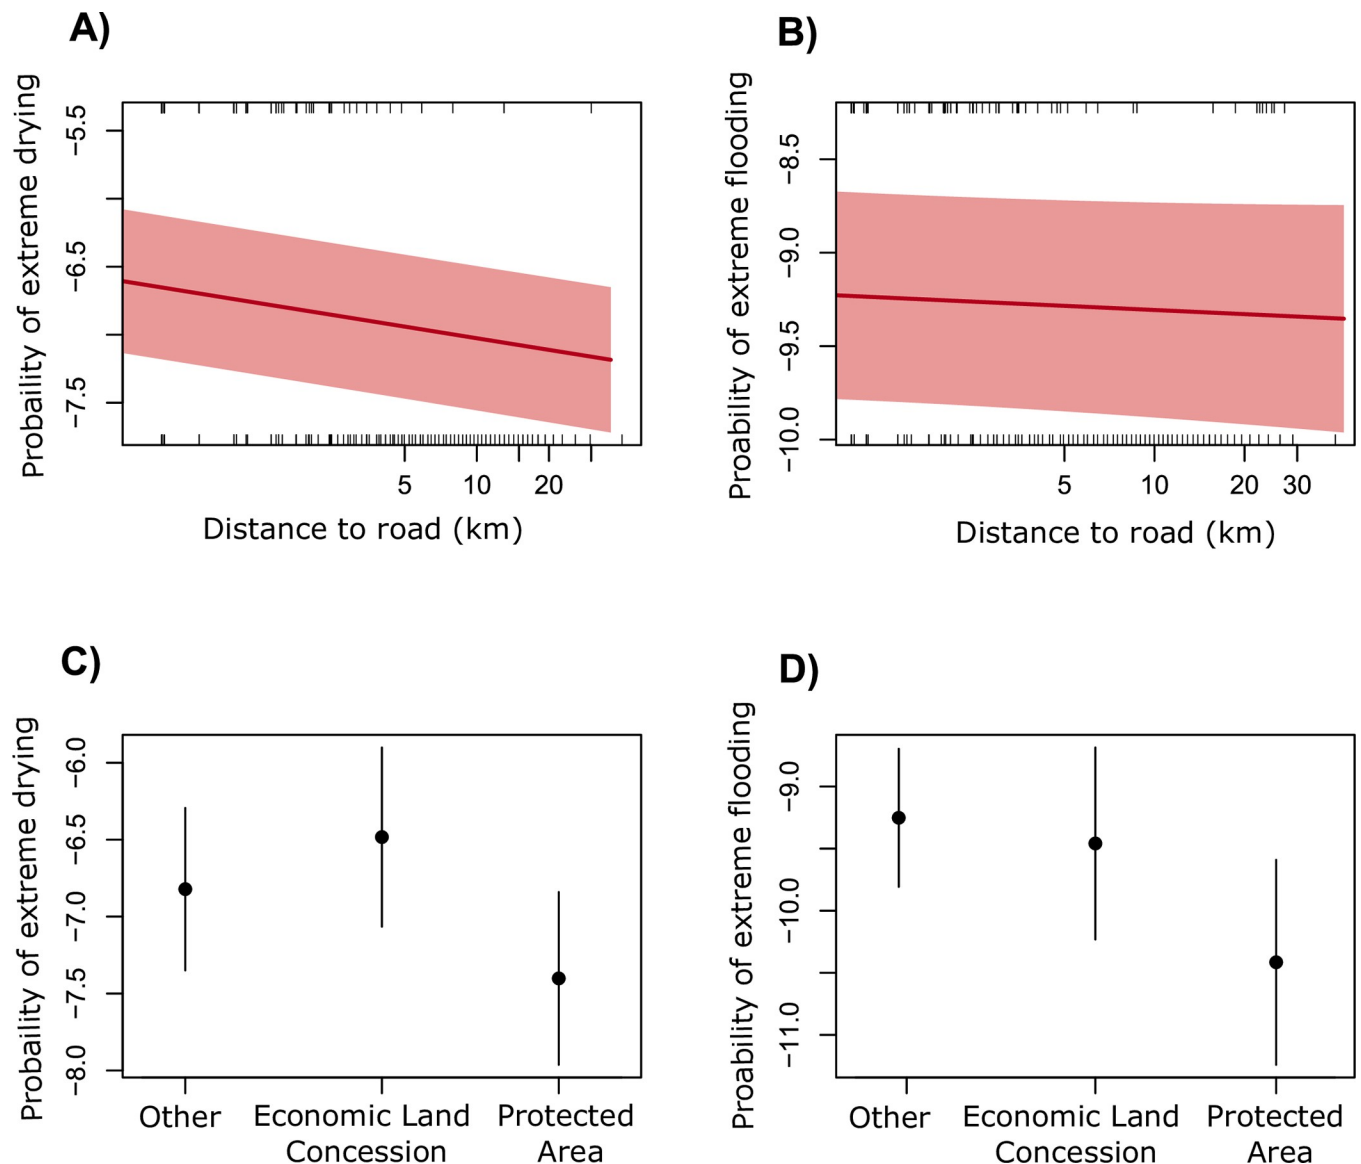 A)
Probaility of extreme drying
−5.5
−6.5
−7.5
5 10 20
Distance to road (km)
B)
Proability of extreme flooding
−8.5
−9.0
−9.5
−10.0
5 10 20 30
Distance to road (km)
C)
Probaility of extreme drying
−6.0
−6.5
−7.0
−7.5
−8.0
Other Economic Land Protected
Concession Area
D)
Proability of extreme flooding
−9.0
−10.0
−11.0
Other Economic Land Protected
Concession Area